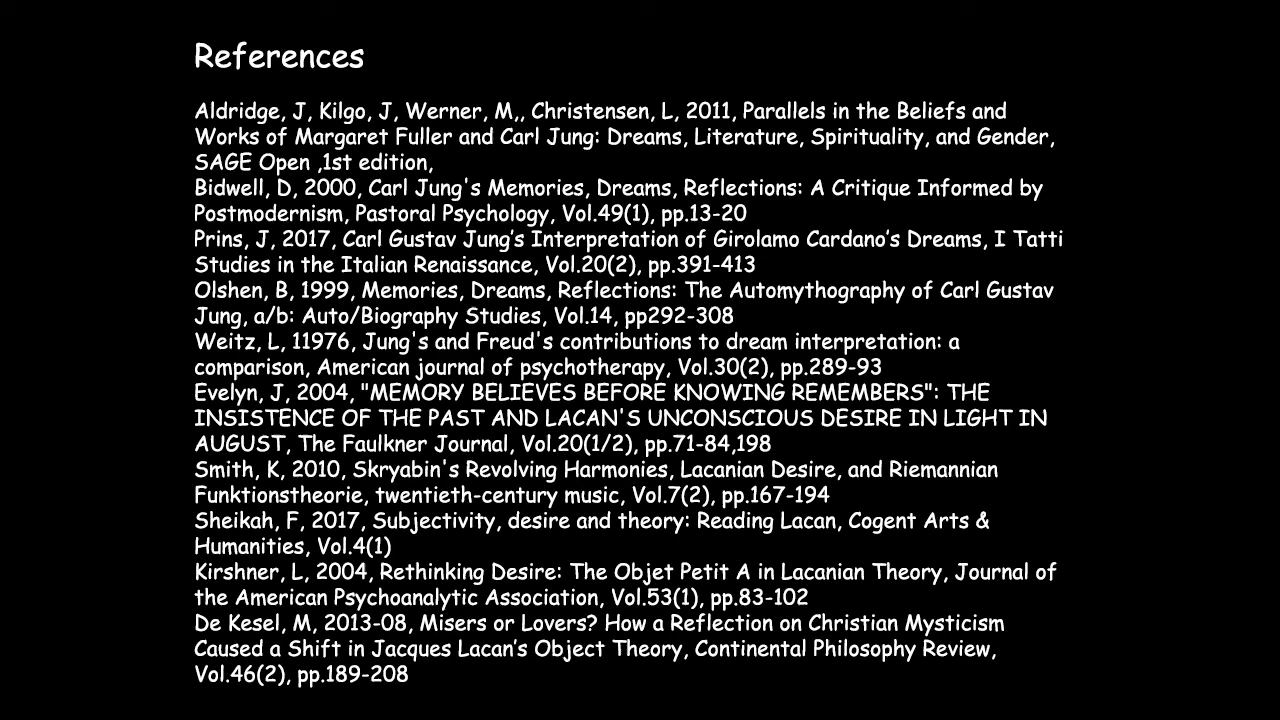 References
Aldridge, J, Kilgo, J, Werner, M,, Christensen, L, 2011, Parallels in the Beliefs and
Works of Margaret Fuller and Carl Jung: Dreams, Literature, Spirituality, and Gender,
SAGE Open ,1st edition,
Bidwell, D, 2000, Carl Jung's Memories, Dreams, Reflections: A Critique Informed by
Postmodernism, Pastoral Psychology, Vol.49(1), pp.13-20
Prins, J, 2017, Carl Gustav Jung’s Interpretation of Girolamo Cardano’s Dreams, I Tatti
Studies in the Italian Renaissance, Vol.20(2), pp.391-413
Olshen, B, 1999, Memories, Dreams, Reflections: The Automythography of Carl Gustav
Jung, a/b: Auto/Biography Studies, Vol.14, pp292-308
Weitz, L, 11976, Jung's and Freud's contributions to dream interpretation: a
comparison, American journal of psychotherapy, Vol.30(2), pp.289-93
Evelyn, J, 2004, "MEMORY BELIEVES BEFORE KNOWING REMEMBERS": THE
INSISTENCE OF THE PAST AND LACAN'S UNCONSCIOUS DESIRE IN LIGHT IN
AUGUST, The Faulkner Journal, Vol.20(1/2), pp.71-84,198
Smith, K, 2010, Skryabin's Revolving Harmonies, Lacanian Desire, and Riemannian
Funktionstheorie, twentieth-century music, Vol.7(2), pp.167-194
Sheikah, F, 2017, Subjectivity, desire and theory: Reading Lacan, Cogent Arts &
Humanities, Vol.4(1)
Kirshner, L, 2004, Rethinking Desire: The Objet Petit A in Lacanian Theory, Journal of
the American Psychoanalytic Association, Vol.53(1), pp.83-102
De Kesel, M, 2013-08, Misers or Lovers? How a Reflection on Christian Mysticism
Caused a Shift in Jacques Lacan’s Object Theory, Continental Philosophy Review,
Vol.46(2), pp.189-208